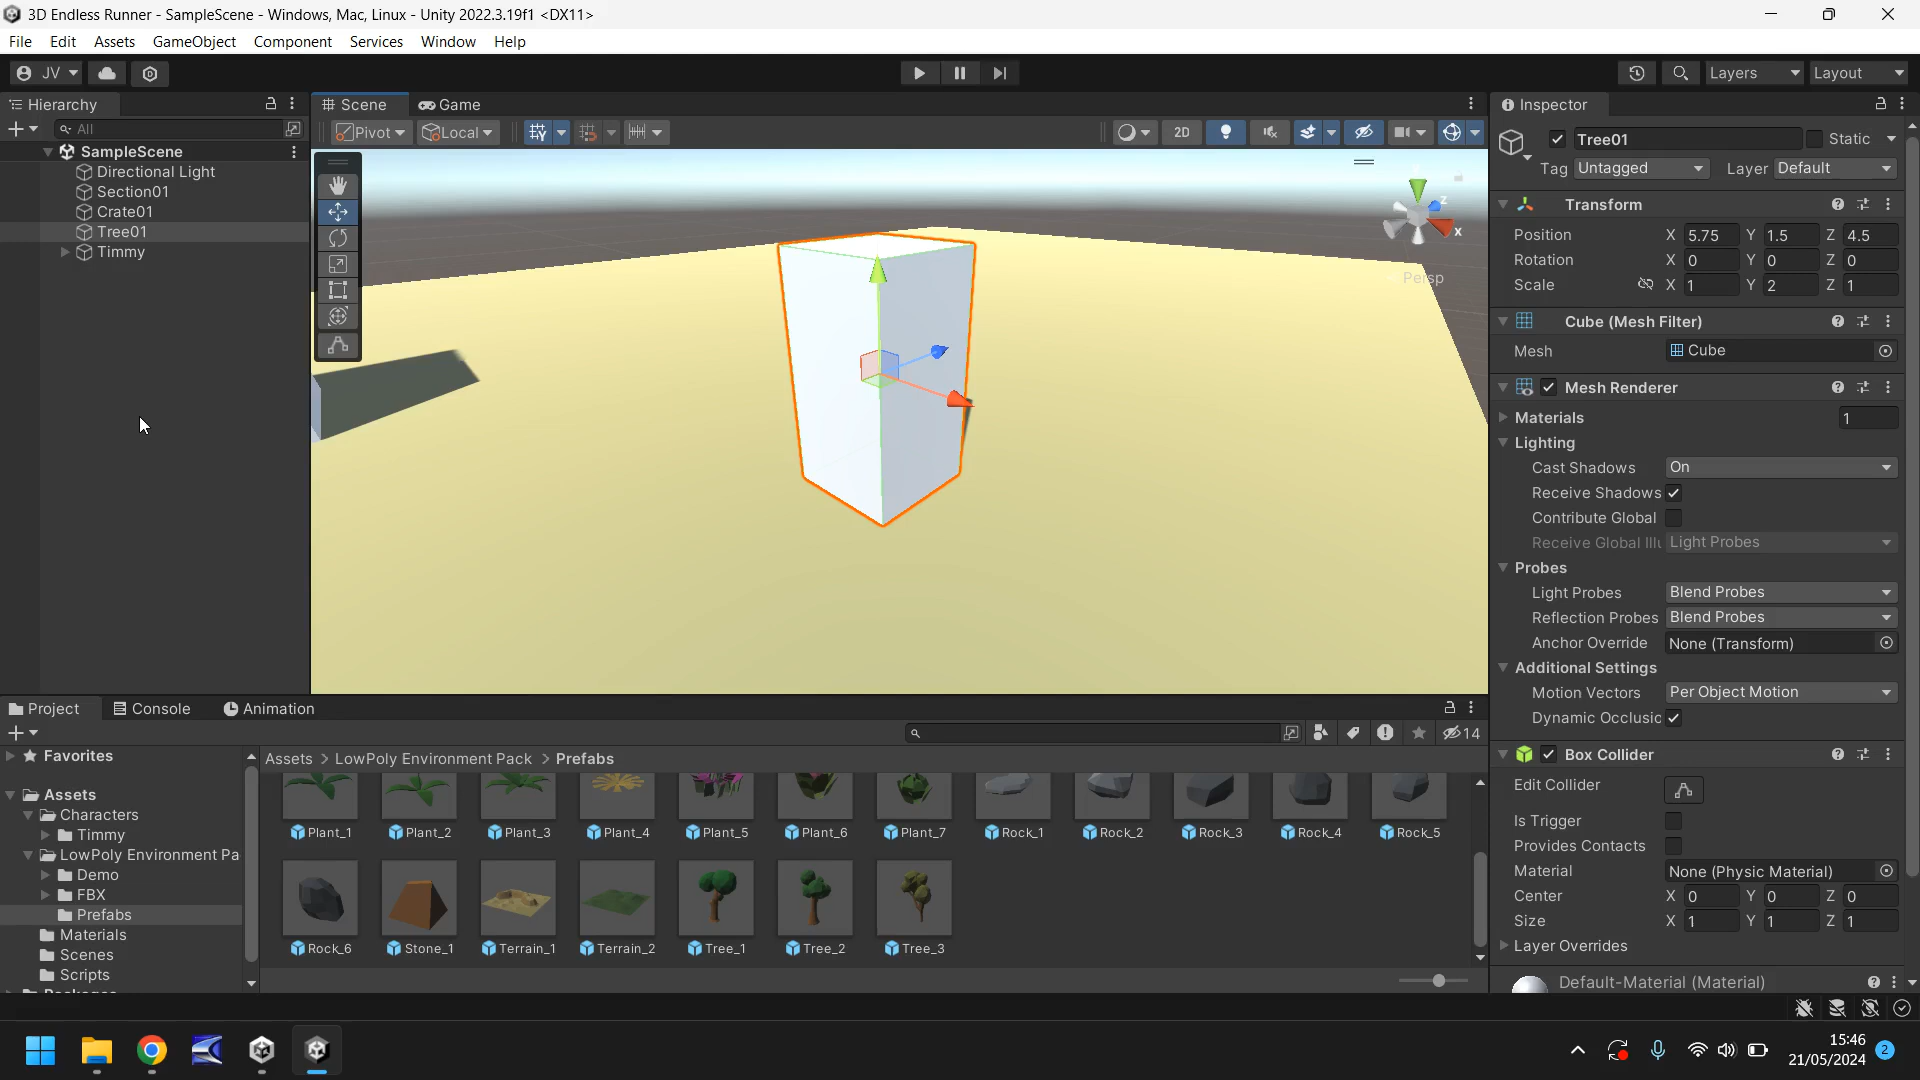 3D Endless Runner - SampleScene - Windows, Mac, Linux - Unity 2022.3.19f1 <DX11>
File Edit Assets GameObject Component Services Window Help
JV Layers Layout
Hierarchy
All
SampleScene
Directional Light
Section01
Crate01
Tree01
Timmy
Scene Game
Pivot Local 2D
z
x
Persp
Inspector
Tree01 Static
Tag Untagged Layer Default
Transform
Position X 5.75 Y 1.5 Z 4.5
Rotation X 0 Y 0 Z 0
Scale X 1 Y 2 Z 1
Cube (Mesh Filter)
Mesh Cube
Mesh Renderer
Materials 1
Lighting
Cast Shadows On
Receive Shadows
Contribute Global
Receive Global Illu Light Probes
Probes
Light Probes Blend Probes
Reflection Probes Blend Probes
Anchor Override None (Transform)
Additional Settings
Motion Vectors Per Object Motion
Dynamic Occlusic
Box Collider
Edit Collider
Is Trigger
Provides Contacts
Material None (Physic Material)
Center X 0 Y 0 Z 0
Size X 1 Y 1 Z 1
Layer Overrides
Default-Material (Material)
Project Console Animation
14
Favorites
Assets
Characters
Timmy
LowPoly Environment Pa
Demo
FBX
Prefabs
Materials
Scenes
Scripts
Assets > LowPoly Environment Pack > Prefabs
Plant_1 Plant_2 Plant_3 Plant_4 Plant_5 Plant_6 Plant_7 Rock_1 Rock_2 Rock_3 Rock_4 Rock_5
Rock_6 Stone_1 Terrain_1 Terrain_2 Tree_1 Tree_2 Tree_3
15:46
21/05/2024 2